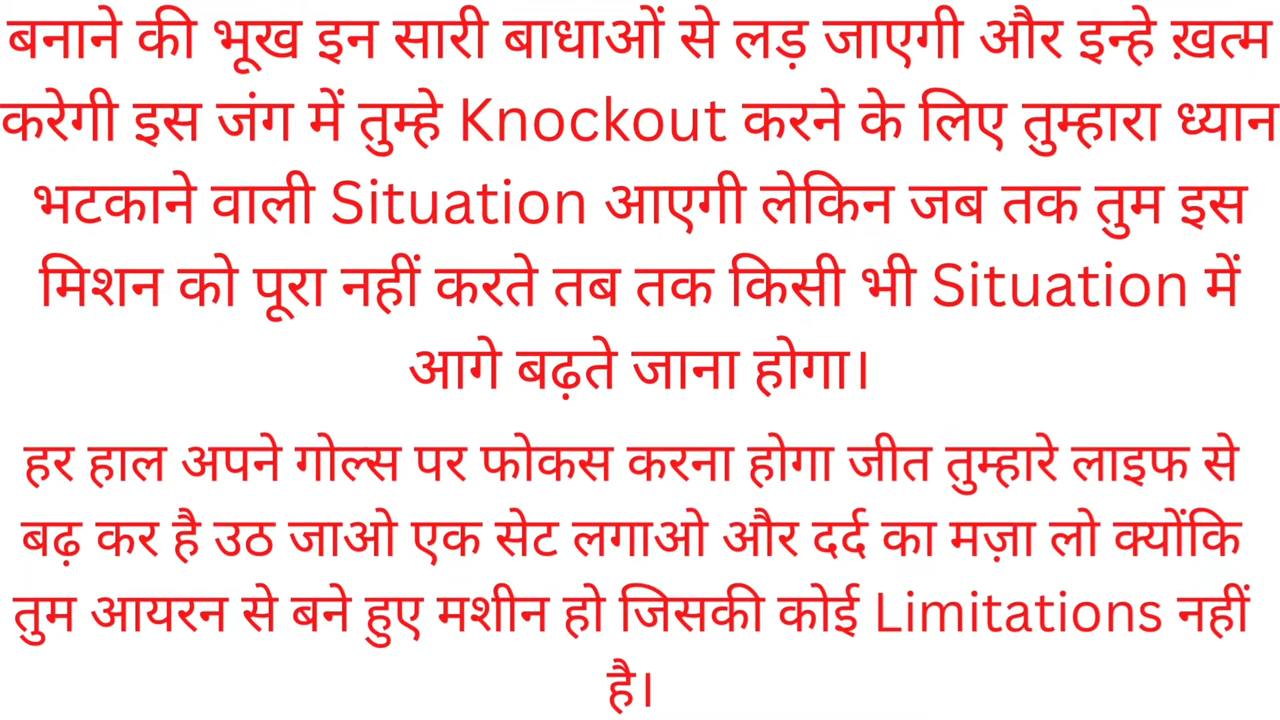 बनाने की भूख इन सारी बाधाओं से लड़ जाएगी और इन्हे ख़त्म
करेगी इस जंग में तुम्हे Knockout करने के लिए तुम्हारा ध्यान
भटकाने वाली Situation आएगी लेकिन जब तक तुम इस
मिशन को पूरा नहीं करते तब तक किसी भी Situation में
आगे बढ़ते जाना होगा।
हर हाल अपने गोल्स पर फोकस करना होगा जीत तुम्हारे लाइफ से
बढ़ कर है उठ जाओ एक सेट लगाओ और दर्द का मज़ा लो क्योंकि
तुम आयरन से बने हुए मशीन हो जिसकी कोई Limitations नहीं
है।